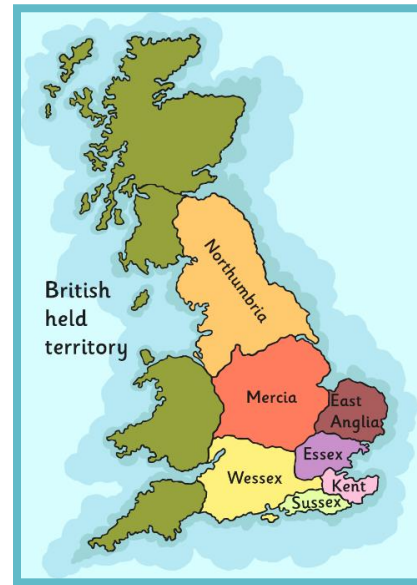 Northumbria
British
held
territory
Mercia
East
Anglia
Essex
Wessex
Kent
Sussex